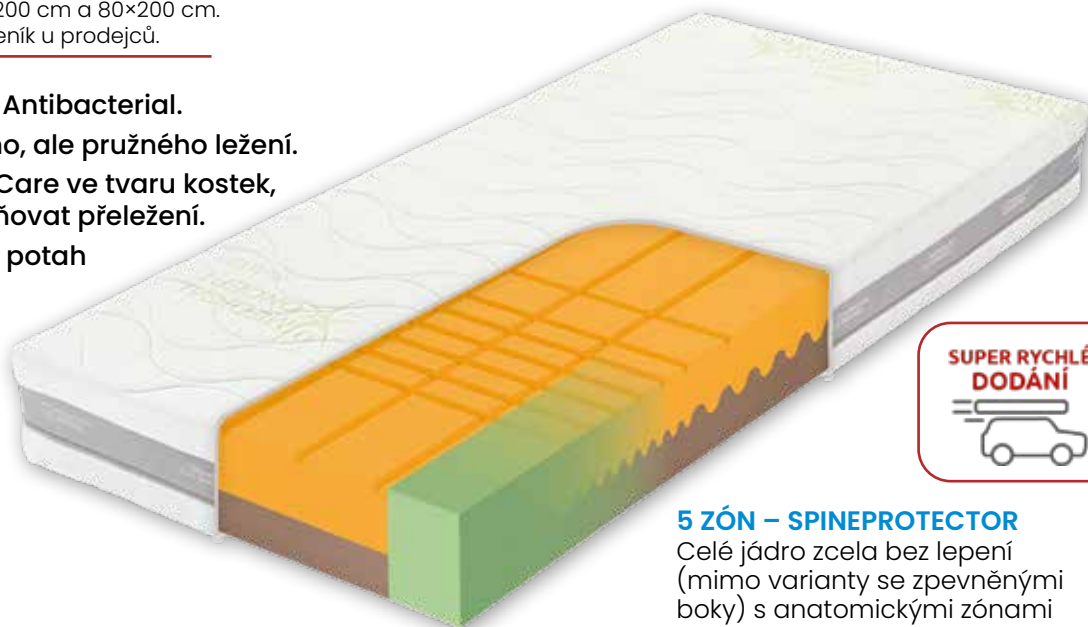 200 cm a 80×200 cm.
eník u prodejců.
Antibacterial.
o, ale pružného ležení.
Care ve tvaru kostek,
ňovat přeležení.
potah
SUPER RYCHLÉ
DODÁNÍ
5 ZÓN – SPINEPROTECTOR
Celé jádro zcela bez lepení
(mimo varianty se zpevněnými
boky) s anatomickými zónami